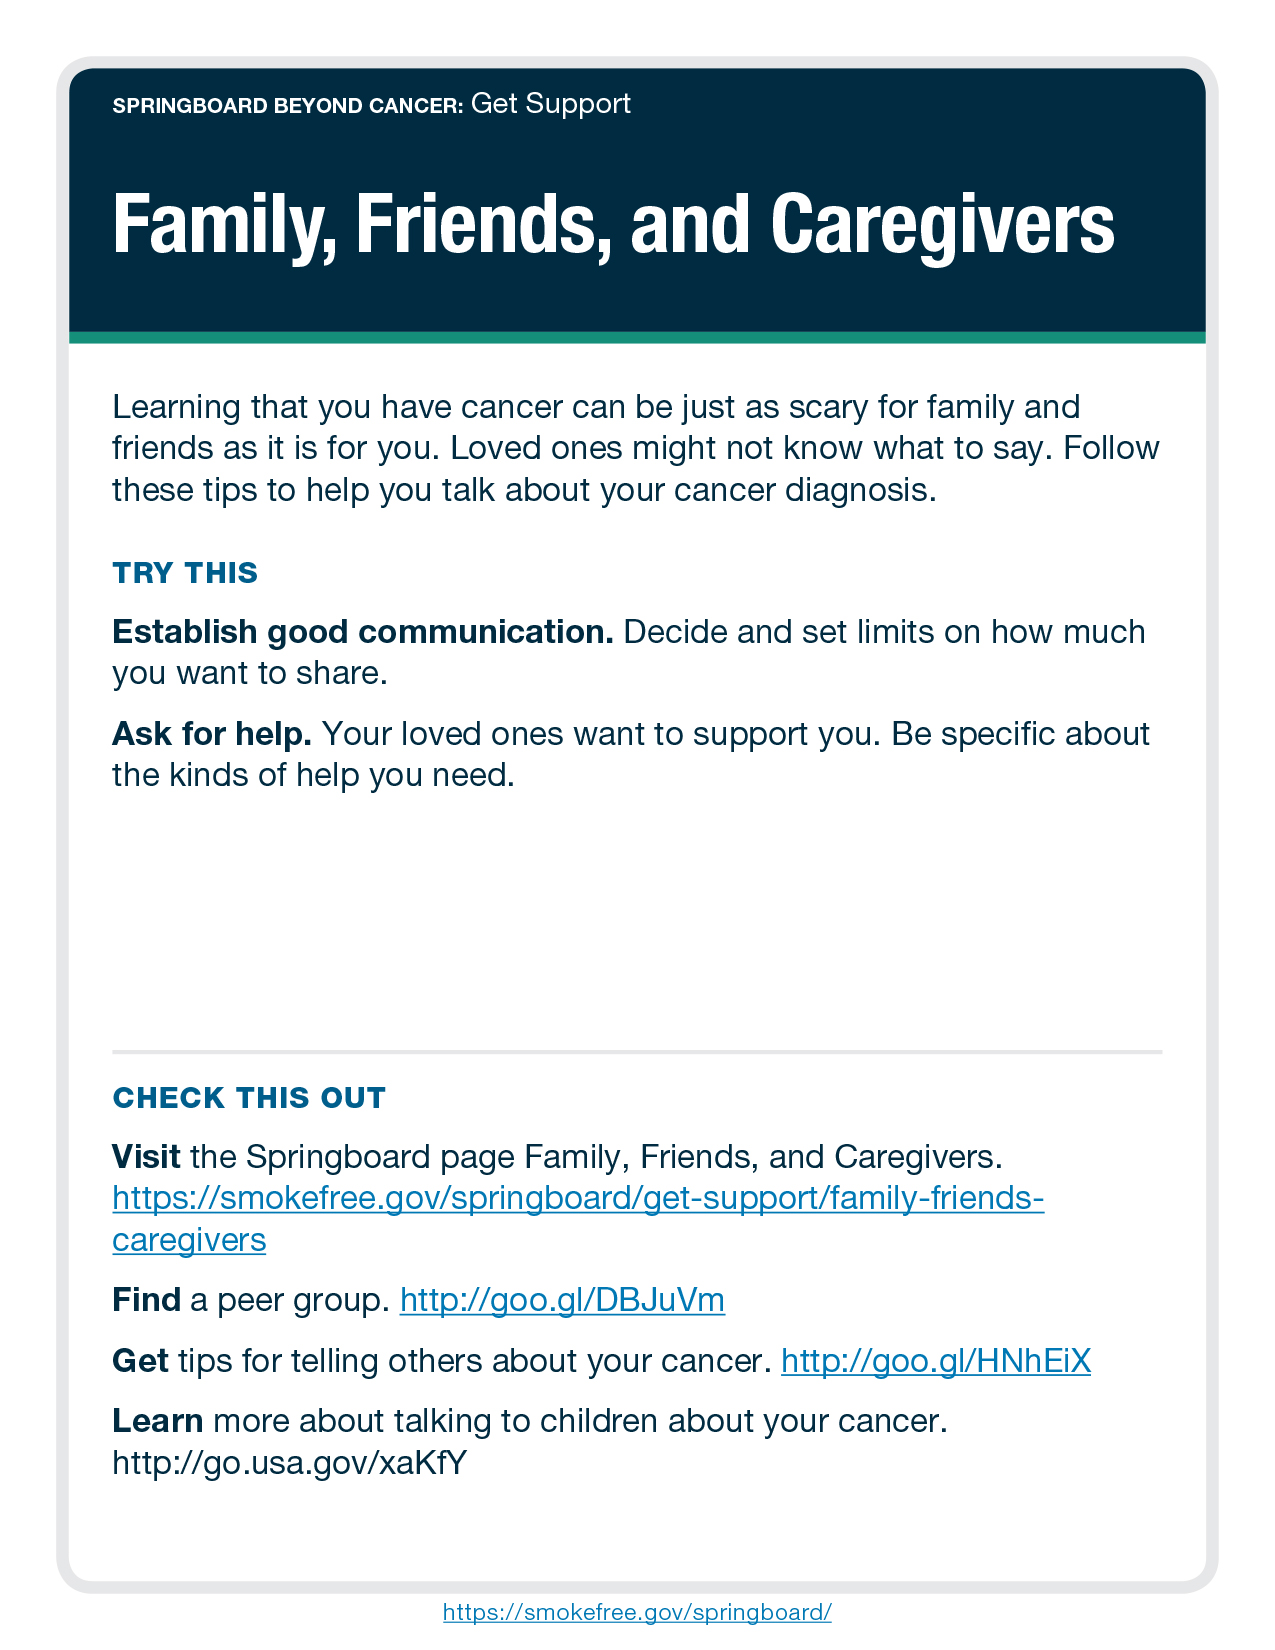 SPRINGBOARD BEYOND CANCER: Get Support
Family, Friends, and Caregivers
Learning that you have cancer can be just as scary for family and
friends as it is for you. Loved ones might not know what to say. Follow
these tips to help you talk about your cancer diagnosis.
TRY THIS
Establish good communication. Decide and set limits on how much
you want to share.
Ask for help. Your loved ones want to support you. Be specific about
the kinds of help you need.
CHECK THIS OUT
Visit the Springboard page Family, Friends, and Caregivers.
https://smokefree.gov/springboard/get-support/family-friends-
caregivers
Find a peer group. http://goo.gl/DBJuVm
Get tips for telling others about your cancer. http://goo.gl/HNhEiX
Learn more about talking to children about your cancer.
http://go.usa.gov/xaKfY
https://smokefree.gov/springboard/